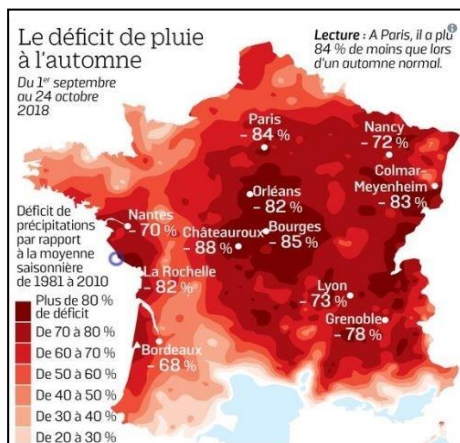 Le déficit de pluie
à l'automne
Du 1er septembre
au 24 octobre
2018
Lecture : A Paris, il a plu
84 % de moins que lors
d'un automne normal.
Paris
- 84 %
Nancy
- 72 %
Colmar-
Meyenheim
- 83 %
Orléans
- 82 %
Nantes
- 70 %
Châteauroux
- 88 %
Bourges
- 85 %
La Rochelle
- 82 %
Lyon
- 73 %
Grenoble
- 78 %
Bordeaux
- 68 %
Déficit de
précipitations
par rapport
à la moyenne
saisonnière
de 1981 à 2010
Plus de 80 %
de déficit
De 70 à 80 %
De 60 à 70 %
De 50 à 60 %
De 40 à 50 %
De 30 à 40 %
De 20 à 30 %